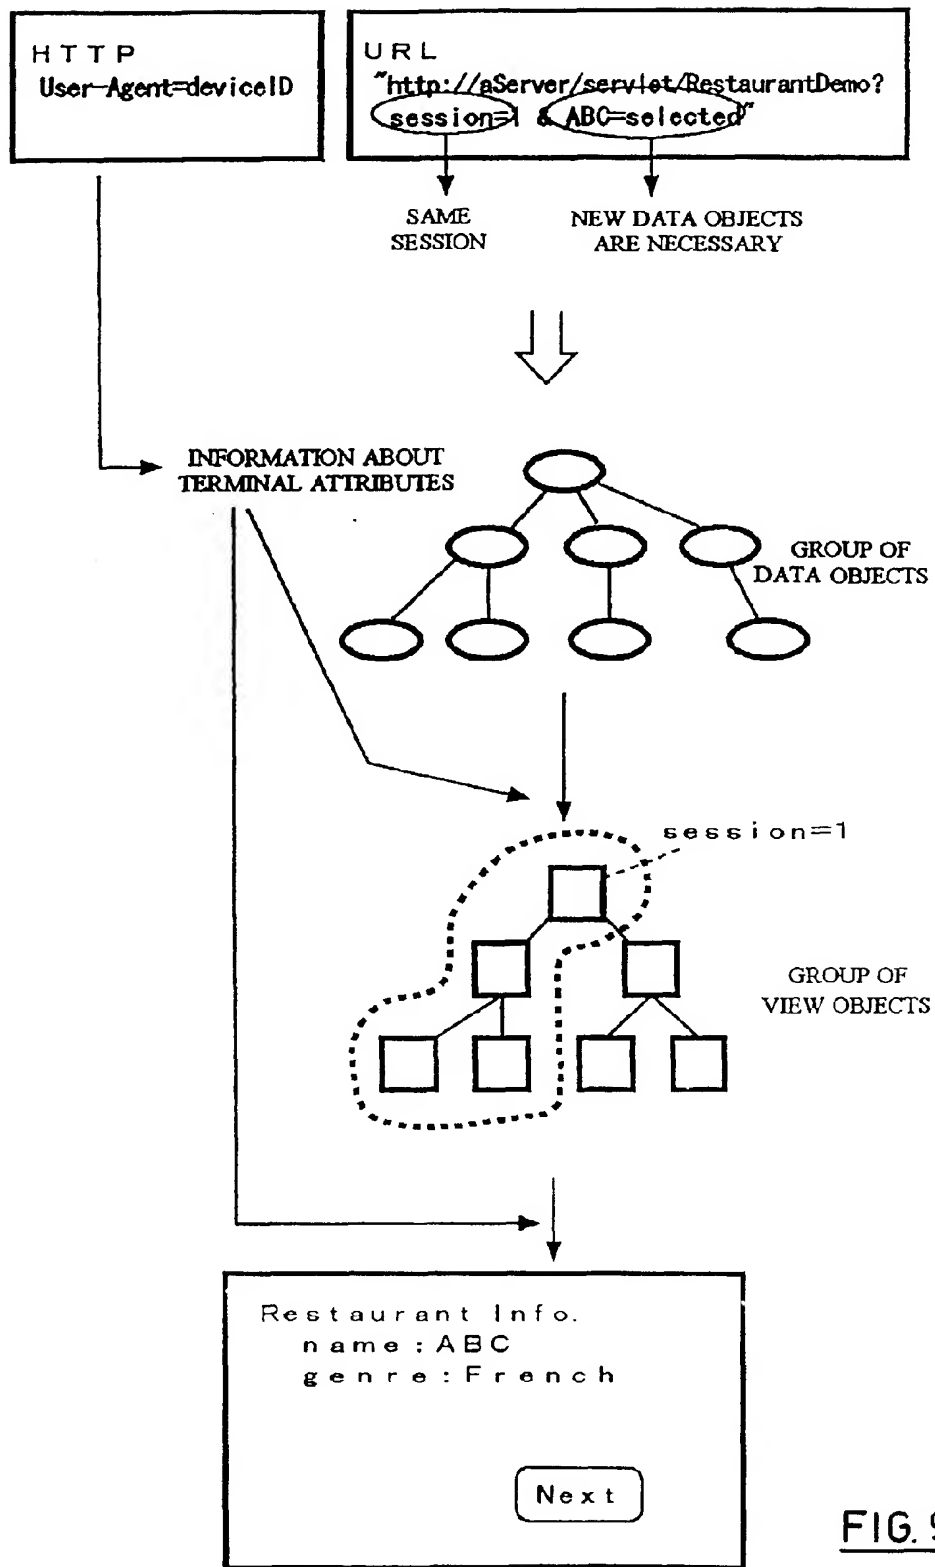 HTTP
User-Agent=deviceID
URL
"http://aServer/servlet/RestaurantDemo?
session=1 & ABC=selected"
SAME
SESSION
NEW DATA OBJECTS
ARE NECESSARY
INFORMATION ABOUT
TERMINAL ATTRIBUTES
GROUP OF
DATA OBJECTS
session=1
GROUP OF
VIEW OBJECTS
Restaurant Info.
name:ABC
genre:French
Next
FIG. 9